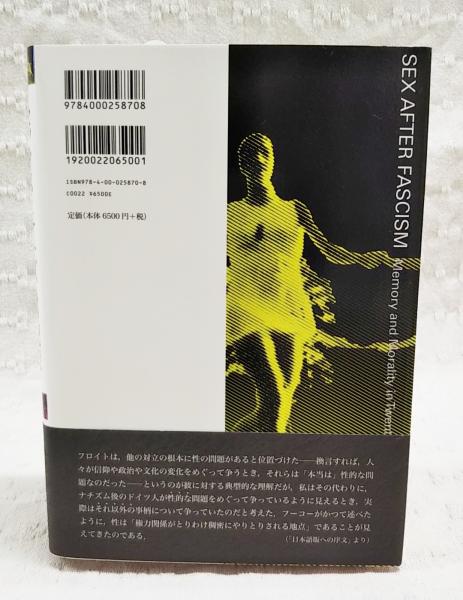 9784000258708
1920022065001
ISBN978-4-00-025870-8
C0022 ¥6500E
定価(本体 6500 円+税)
SEX AFTER FASCISM Memory and Morality in Twent
フロイトは，他の対立の根本に性の問題があると位置づけた──換言すれば，人
々が信仰や政治や文化の変化をめぐって争うとき，それらは「本当は」性的な問
題なのだった──というのが彼に対する典型的な理解だが，私はその代わりに，
ナチズム後のドイツ人が性的な問題をめぐって争っているように見えるとき，実
際はそれ以外の事柄について争っていたのだと考えた．フーコーがかつて述べた
ように，性は「権力関係がとりわけ稠密にやりとりされる地点」であることが見
えてきたのである．
(「日本語版への序文」より)